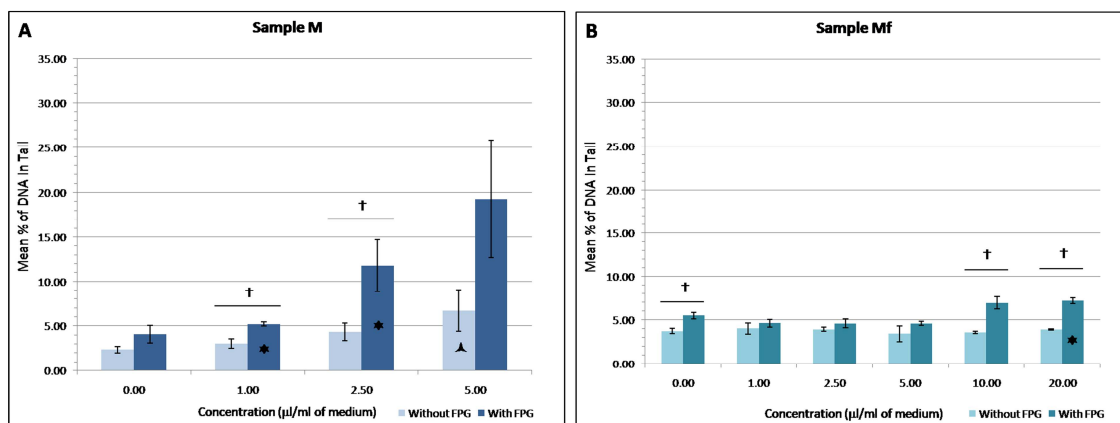 A
Sample M
Mean % of DNA in Tail
35.00
30.00
25.00
20.00
15.00
10.00
5.00
0.00
†
†
0.00 1.00 2.50 5.00
Concentration (µl/ml of medium)
Without FPG With FPG
B
Sample Mf
Mean % of DNA in Tail
35.00
30.00
25.00
20.00
15.00
10.00
5.00
0.00
† † †
0.00 1.00 2.50 5.00 10.00 20.00
Concentration (µl/ml of medium)
Without FPG With FPG